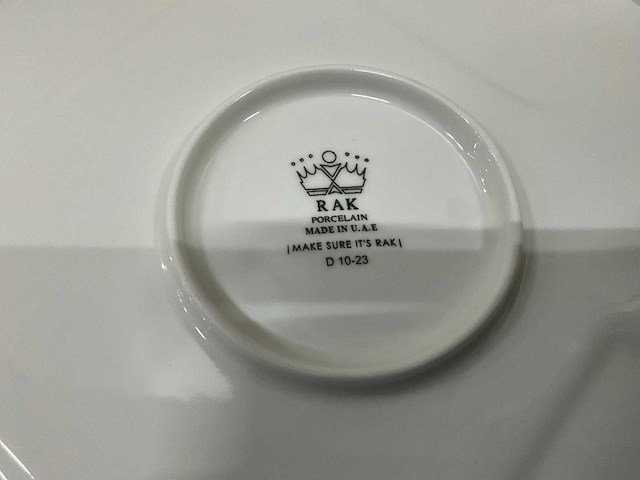 RAK
PORCELAIN
MADE IN U.A.E
|MAKE SURE IT'S RAK|
D 10-23